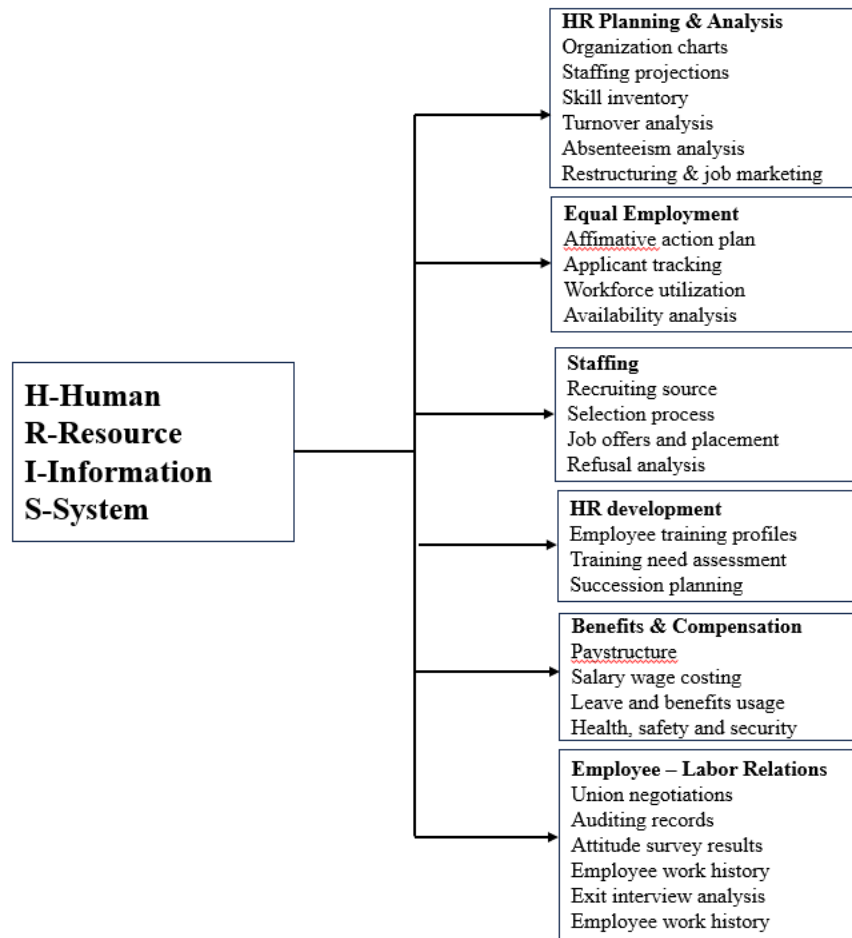 H-Human
R-Resource
I-Information
S-System
HR Planning & Analysis
Organization charts
Staffing projections
Skill inventory
Turnover analysis
Absenteeism analysis
Restructuring & job marketing
Equal Employment
Affimative action plan
Applicant tracking
Workforce utilization
Availability analysis
Staffing
Recruiting source
Selection process
Job offers and placement
Refusal analysis
HR development
Employee training profiles
Training need assessment
Succession planning
Benefits & Compensation
Paystructure
Salary wage costing
Leave and benefits usage
Health, safety and security
Employee – Labor Relations
Union negotiations
Auditing records
Attitude survey results
Employee work history
Exit interview analysis
Employee work history